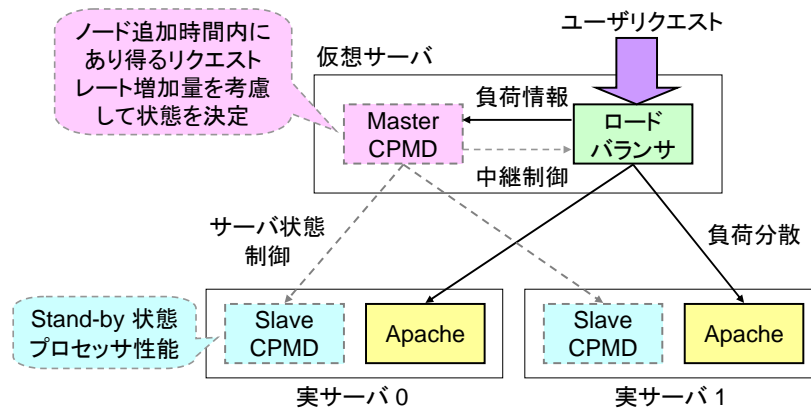 ユーザリクエスト
ノード追加時間内に
あり得るリクエスト
レート増加量を考慮
して状態を決定
仮想サーバ
負荷情報
Master
CPMD
ロード
バランサ
中継制御
サーバ状態
制御
負荷分散
Stand-by 状態
プロセッサ性能
Slave
CPMD
Apache
Slave
CPMD
Apache
実サーバ 0
実サーバ 1